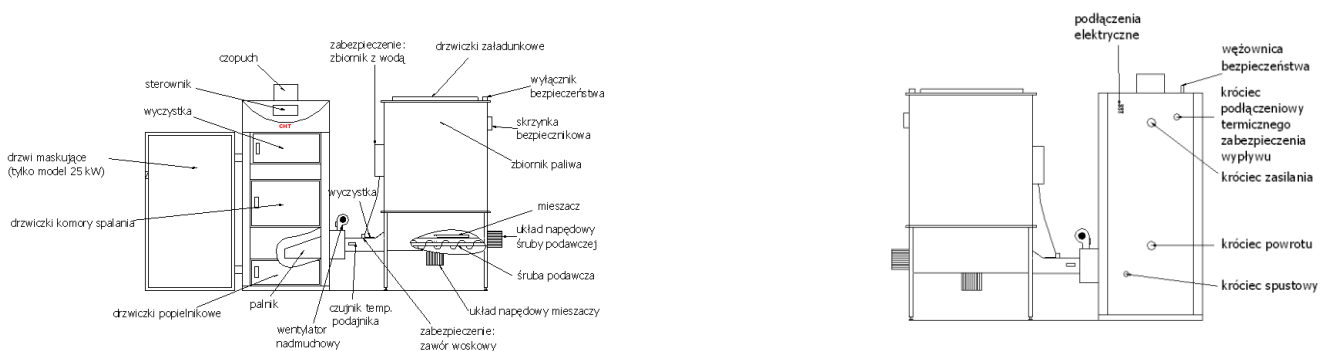 czopuch
sterownik
wyczystka
drzwi maskujące
(tylko model 25 kW)
drzwiczki komory spalania
drzwiczki popielnikowe
palnik
wentylator
nadmuchowy
czujnik temp.
podajnika
zabezpieczenie:
zawór woskowy
CHT
zabezpieczenie:
zbiornik z wodą
drzwiczki załadunkowe
wyłącznik
bezpieczeństwa
skrzynka
bezpiecznikowa
zbiornik paliwa
wyczystka
mieszacz
układ napędowy
śruby podawczej
śruba podawcza
układ napędowy mieszaczy
podłączenia
elektryczne
wężownica
bezpieczeństwa
króciec
podłączeniowy
termicznego
zabezpieczenia
wypływu
króciec zasilania
króciec powrotu
króciec spustowy